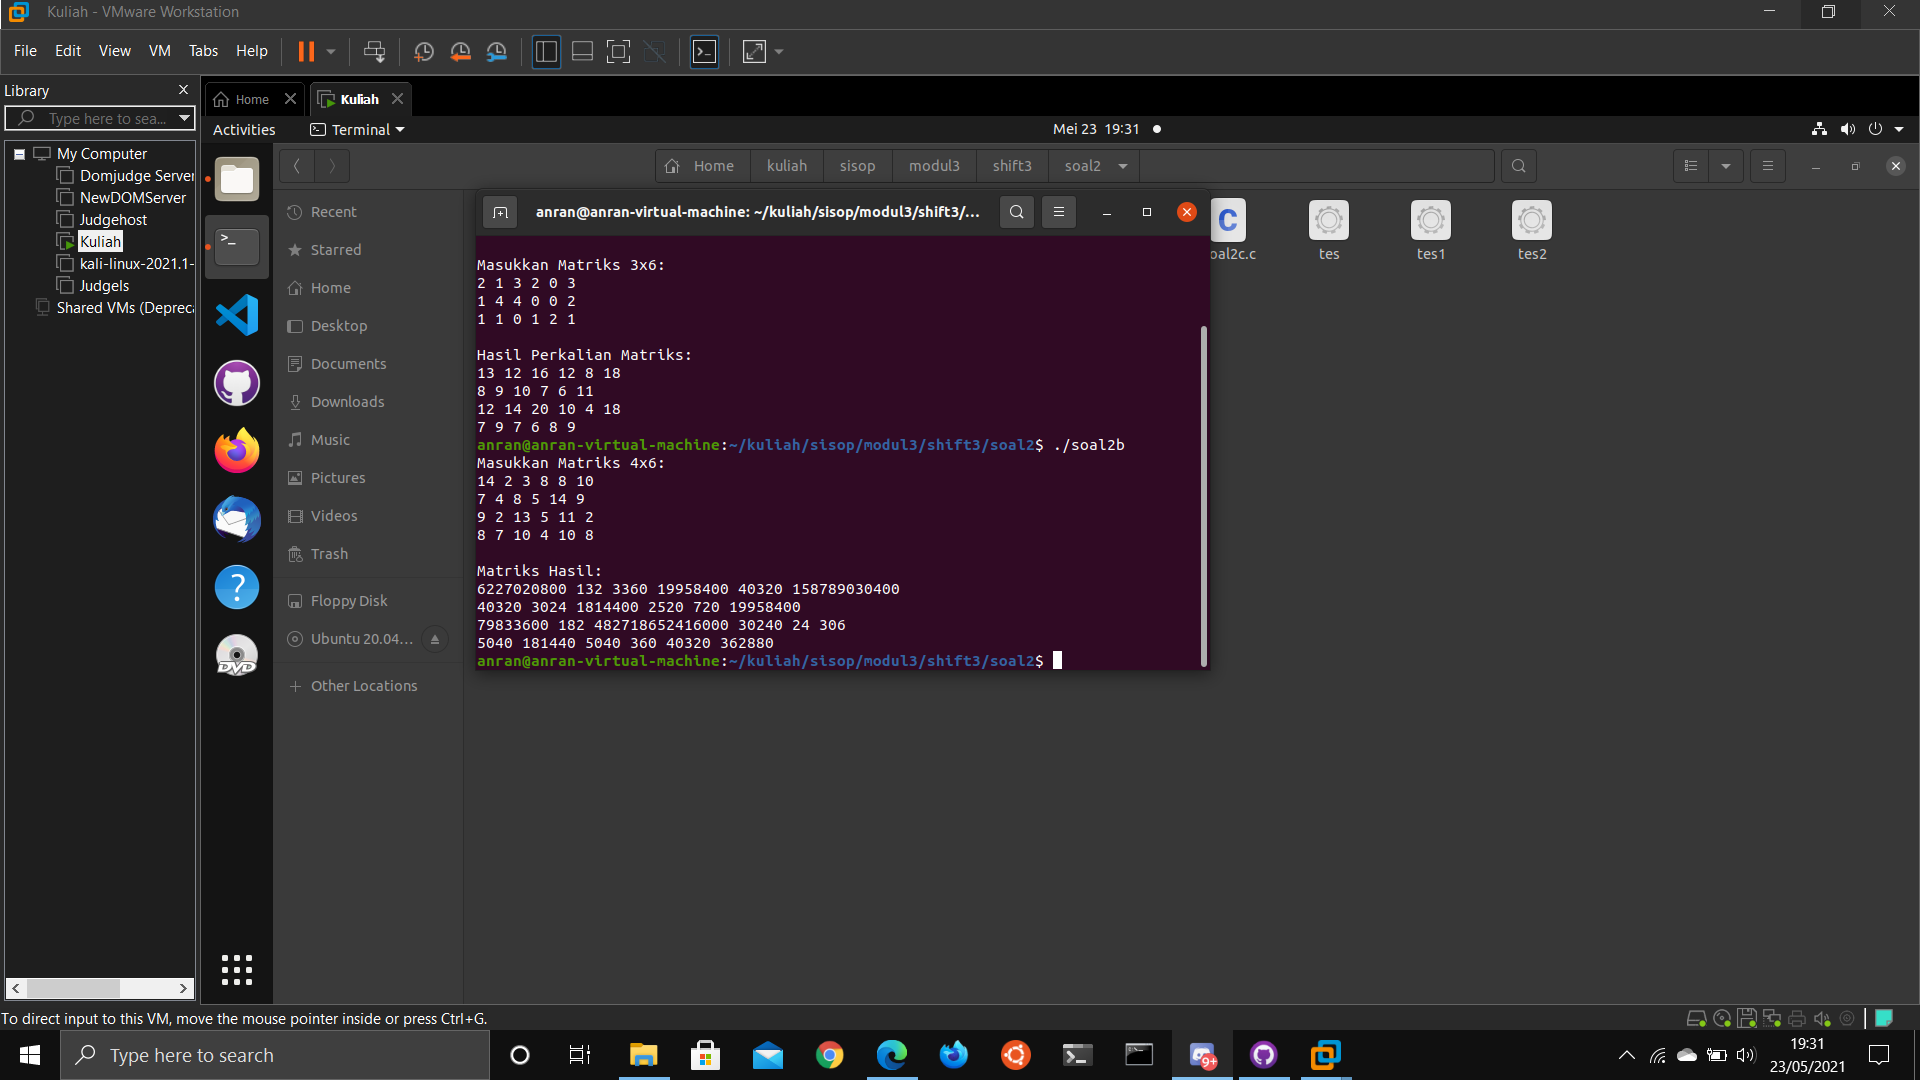 Kuliah - VMware Workstation
File Edit View VM Tabs Help
Library
Type here to sea...
My Computer
Domjudge Server
NewDOMServer
Judgehost
Kuliah
kali-linux-2021.1-
Judgels
Shared VMs (Depreca
Home
Kuliah
Activities
Terminal
Mei 23 19:31
Home kuliah sisop modul3 shift3 soal2
Recent
Starred
Home
Desktop
Documents
Downloads
Music
Pictures
Videos
Trash
Floppy Disk
Ubuntu 20.04...
Other Locations
DVD
oal2c.c
tes
tes1
tes2
anran@anran-virtual-machine: ~/kuliah/sisop/modul3/shift3/...
Masukkan Matriks 3x6:
2 1 3 2 0 3
1 4 4 0 0 2
1 1 0 1 2 1
Hasil Perkalian Matriks:
13 12 16 12 8 18
8 9 10 7 6 11
12 14 20 10 4 18
7 9 7 6 8 9
anran@anran-virtual-machine:~/kuliah/sisop/modul3/shift3/soal2$ ./soal2b
Masukkan Matriks 4x6:
14 2 3 8 8 10
7 4 8 5 14 9
9 2 13 5 11 2
8 7 10 4 10 8
Matriks Hasil:
6227020800 132 3360 19958400 40320 158789030400
40320 3024 1814400 2520 720 19958400
79833600 182 482718652416000 30240 24 306
5040 181440 5040 360 40320 362880
anran@anran-virtual-machine:~/kuliah/sisop/modul3/shift3/soal2$
To direct input to this VM, move the mouse pointer inside or press Ctrl+G.
Type here to search
9+
19:31
23/05/2021